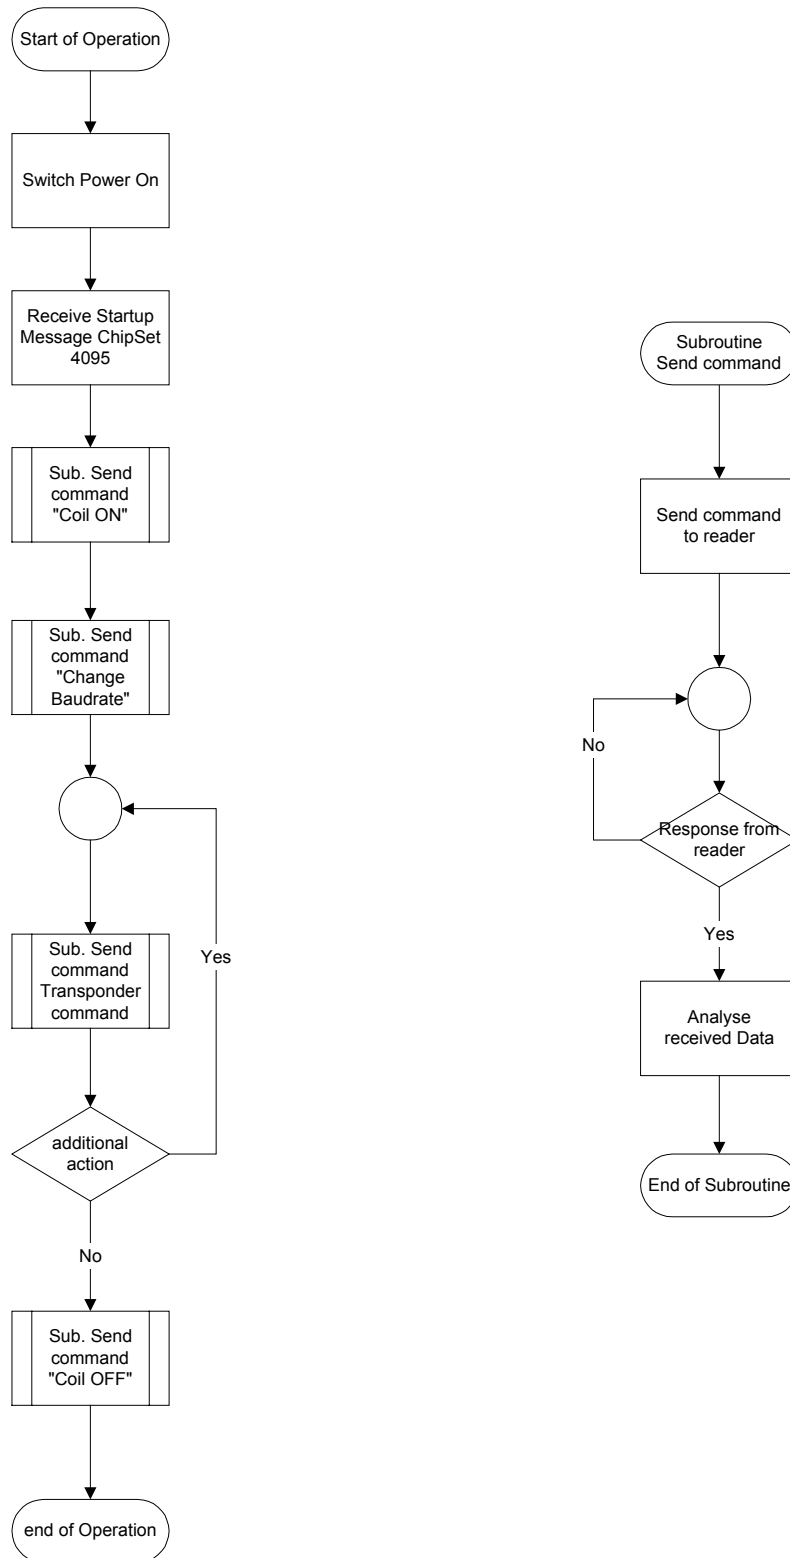 Start of Operation
Switch Power On
Receive Startup
Message ChipSet
4095
Sub. Send
command
"Coil ON"
Sub. Send
command
"Change
Baudrate"
Sub. Send
command
Transponder
command
Yes
additional
action
No
Sub. Send
command
"Coil OFF"
end of Operation
Subroutine
Send command
Send command
to reader
No
Response from
reader
Yes
Analyse
received Data
End of Subroutine